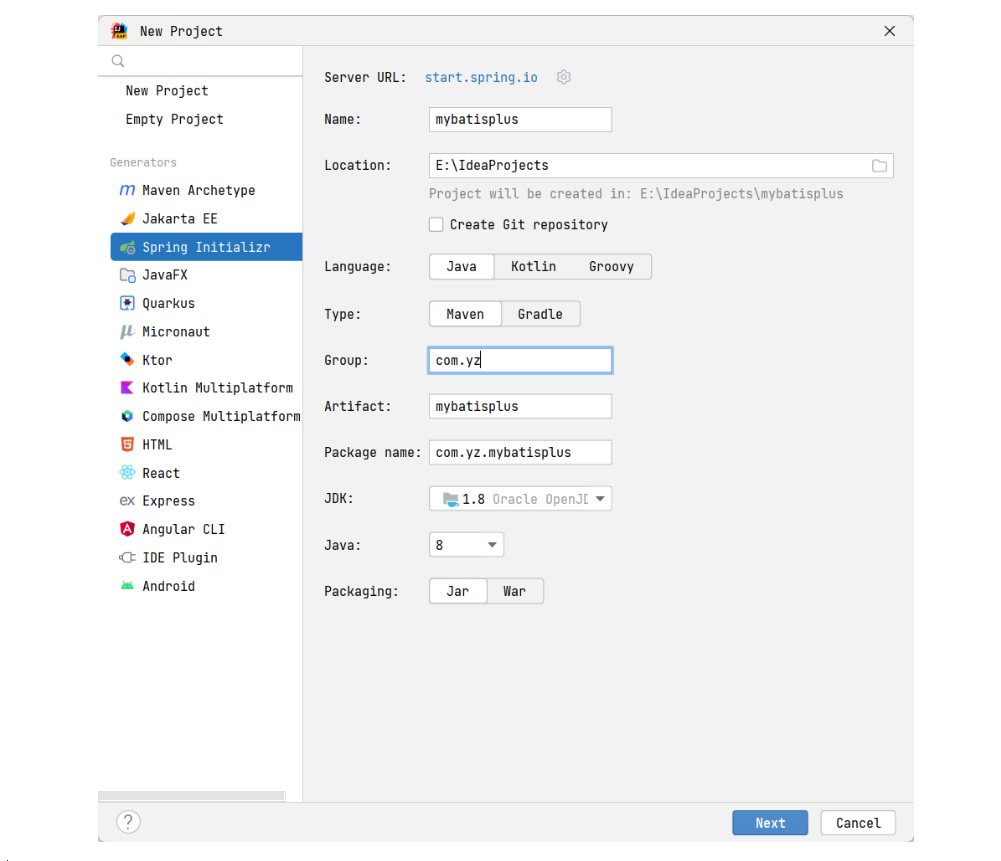 New Project
New Project
Empty Project
Generators
Maven Archetype
Jakarta EE
Spring Initializr
JavaFX
Quarkus
Micronaut
Ktor
Kotlin Multiplatform
Compose Multiplatform
HTML
React
Express
Angular CLI
IDE Plugin
Android
Server URL: start.spring.io
Name: mybatisplus
Location: E:\IdeaProjects
Project will be created in: E:\IdeaProjects\mybatisplus
Create Git repository
Language: Java Kotlin Groovy
Type: Maven Gradle
Group: com.yz
Artifact: mybatisplus
Package name: com.yz.mybatisplus
JDK: 1.8 Oracle OpenJD
Java: 8
Packaging: Jar War
? Next Cancel